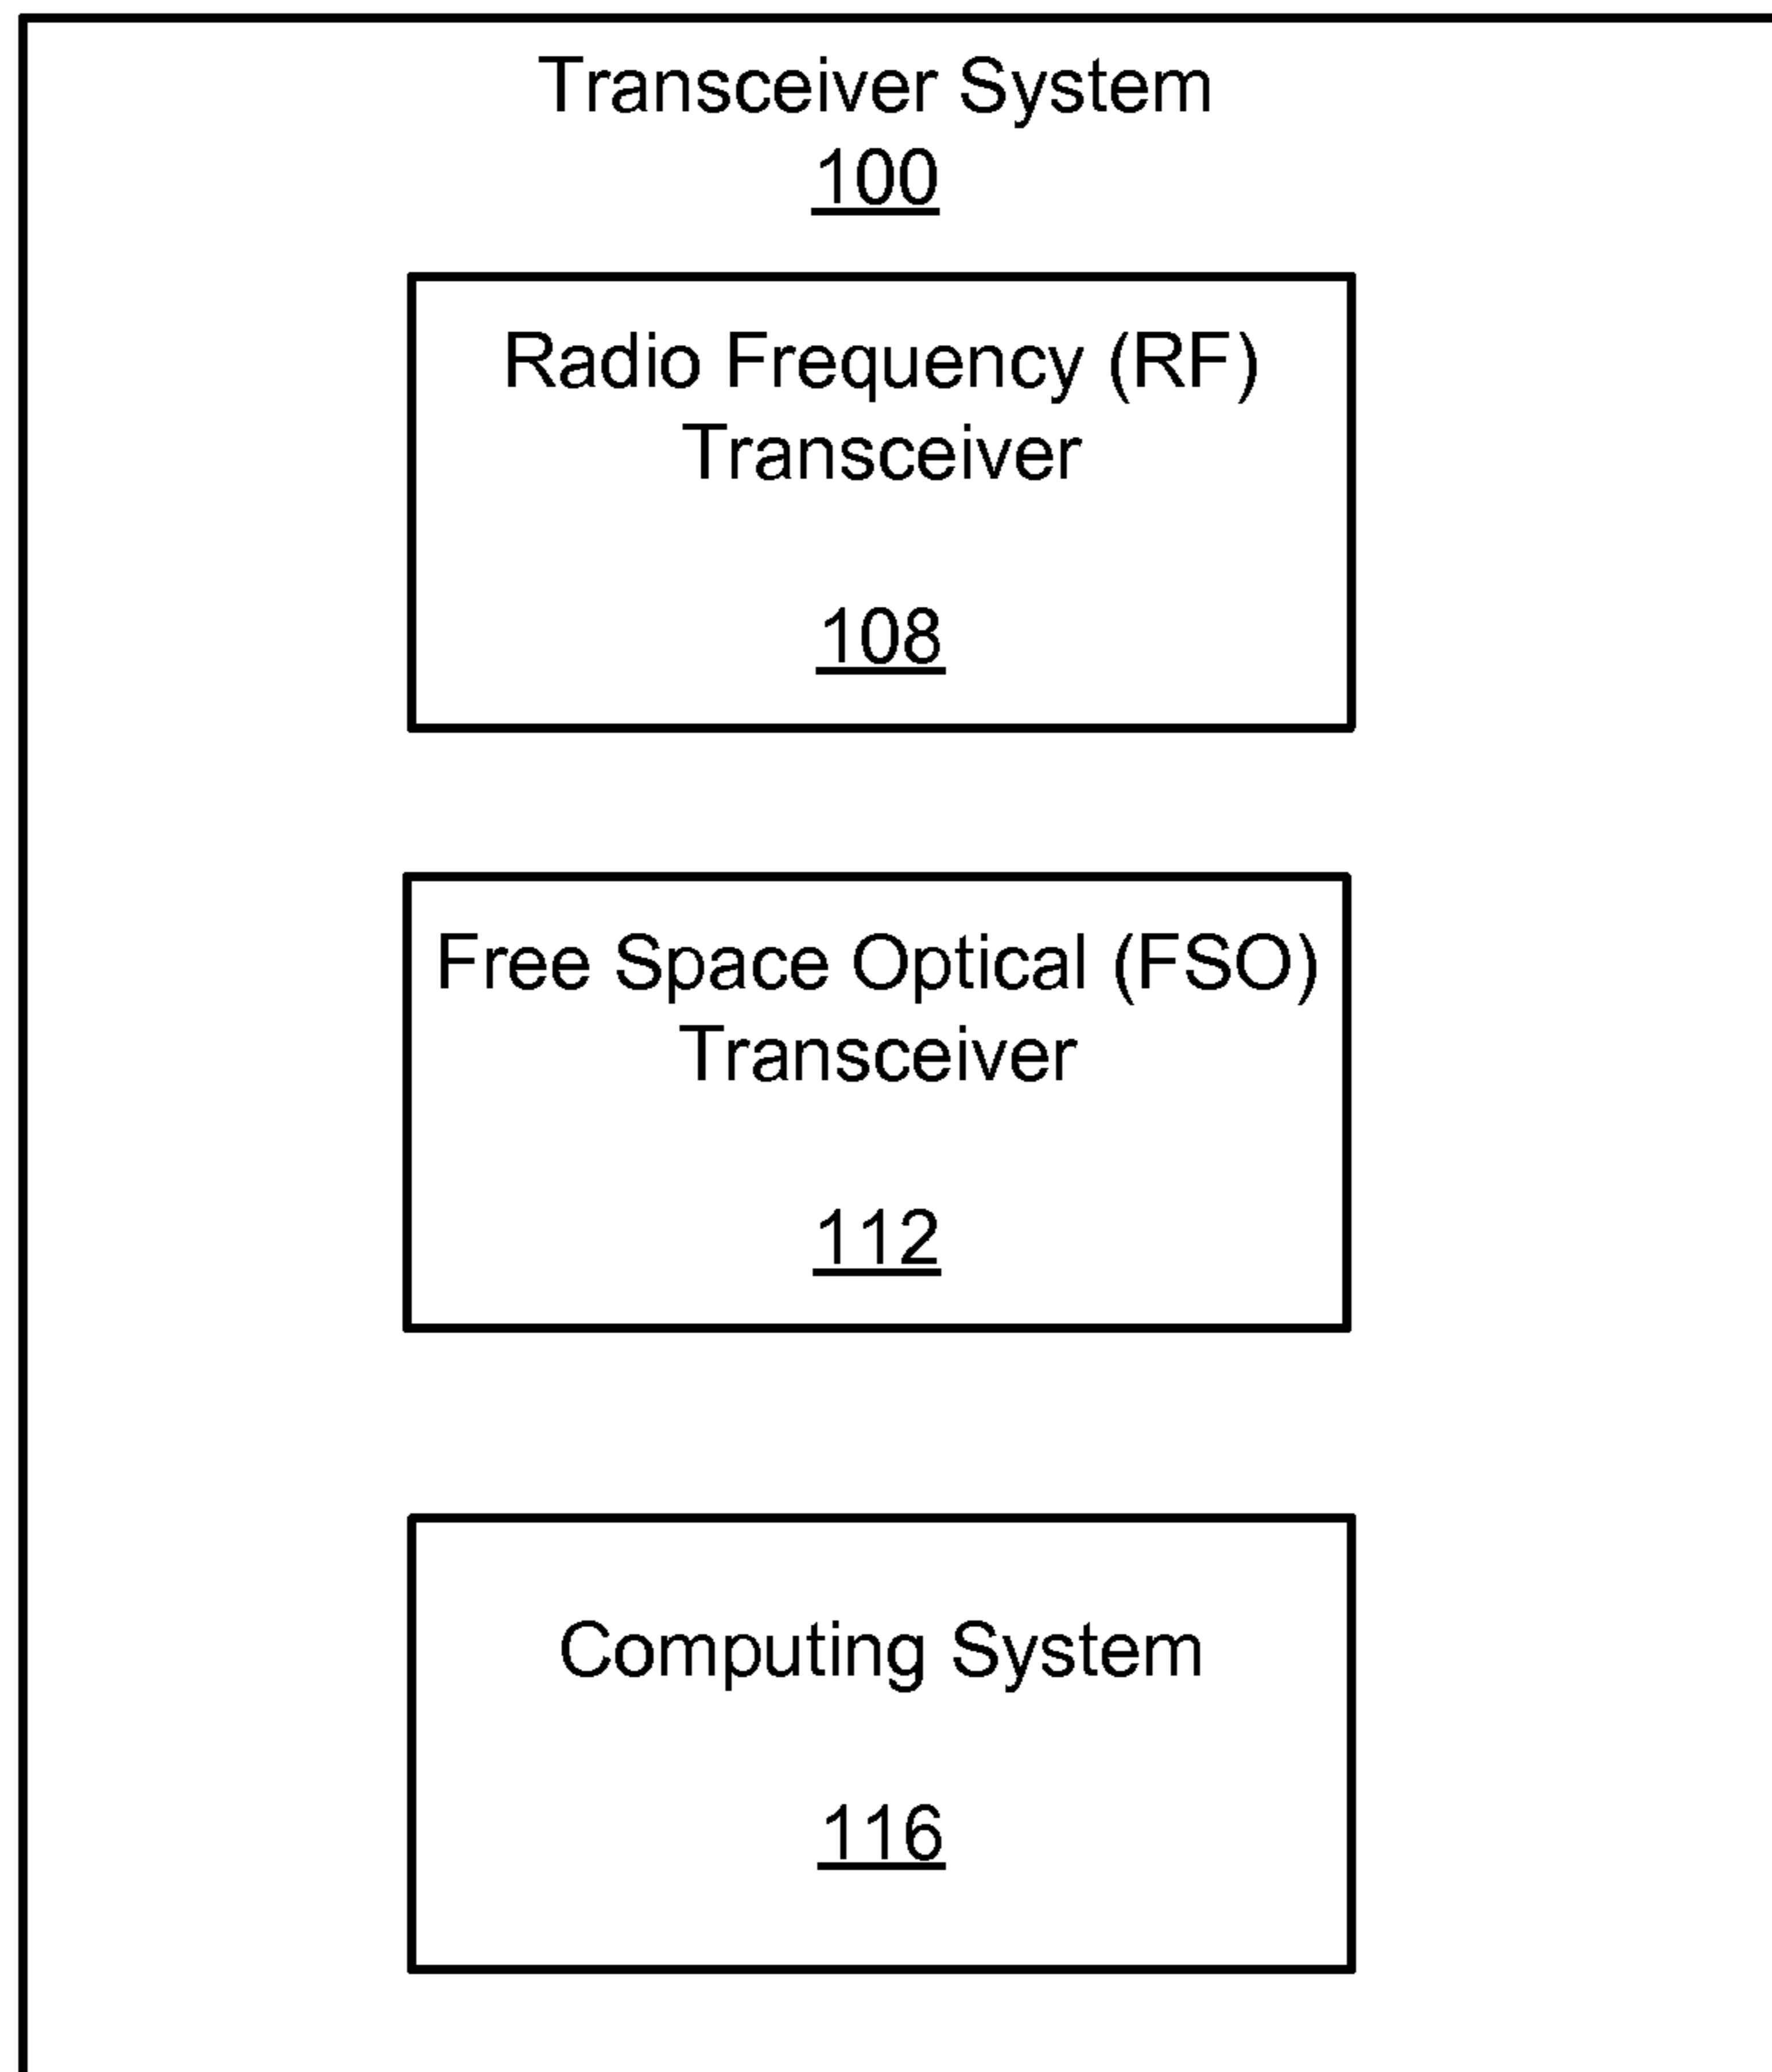 Transceiver System
100
Radio Frequency (RF)
Transceiver
108
Free Space Optical (FSO)
Transceiver
112
Computing System
116